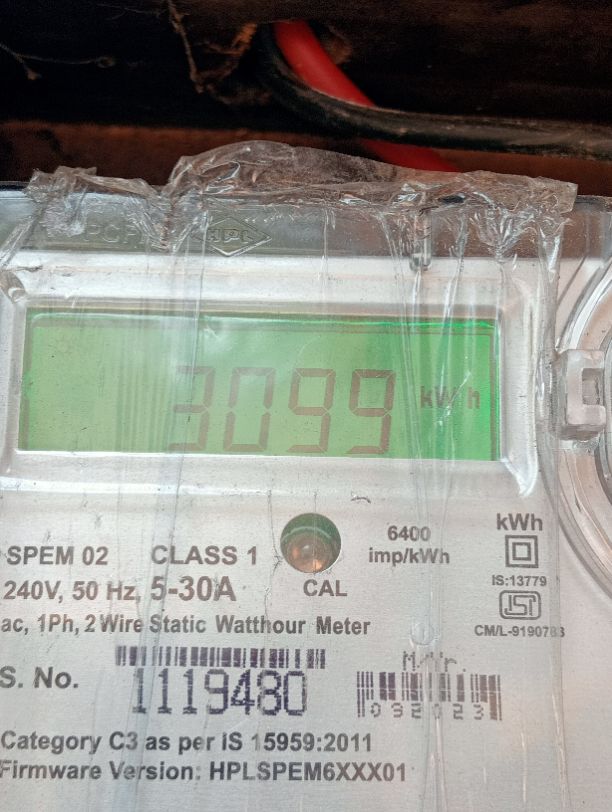 HPL
3099 kWh
SPEM 02 CLASS 1
6400
imp/kWh
kWh
240V, 50 Hz, 5-30A
CAL
IS:13779
ac, 1Ph, 2 Wire Static Watthour Meter
ISI
M/Yr.
S. No.
1119480
092023
Category C3 as per IS 15959:2011
Firmware Version: HPLSPEM6XXX01